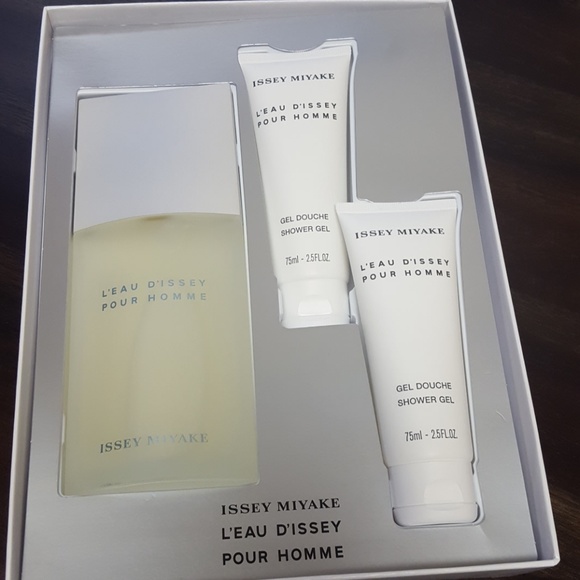 L'EAU D'ISSEY
POUR HOMME
ISSEY MIYAKE
ISSEY MIYAKE
L'EAU D'ISSEY
POUR HOMME
GEL DOUCHE
SHOWER GEL
75ml - 2.5FL.OZ.
ISSEY MIYAKE
L'EAU D'ISSEY
POUR HOMME
GEL DOUCHE
SHOWER GEL
75ml - 2.5FL.OZ.
ISSEY MIYAKE
L'EAU D'ISSEY
POUR HOMME